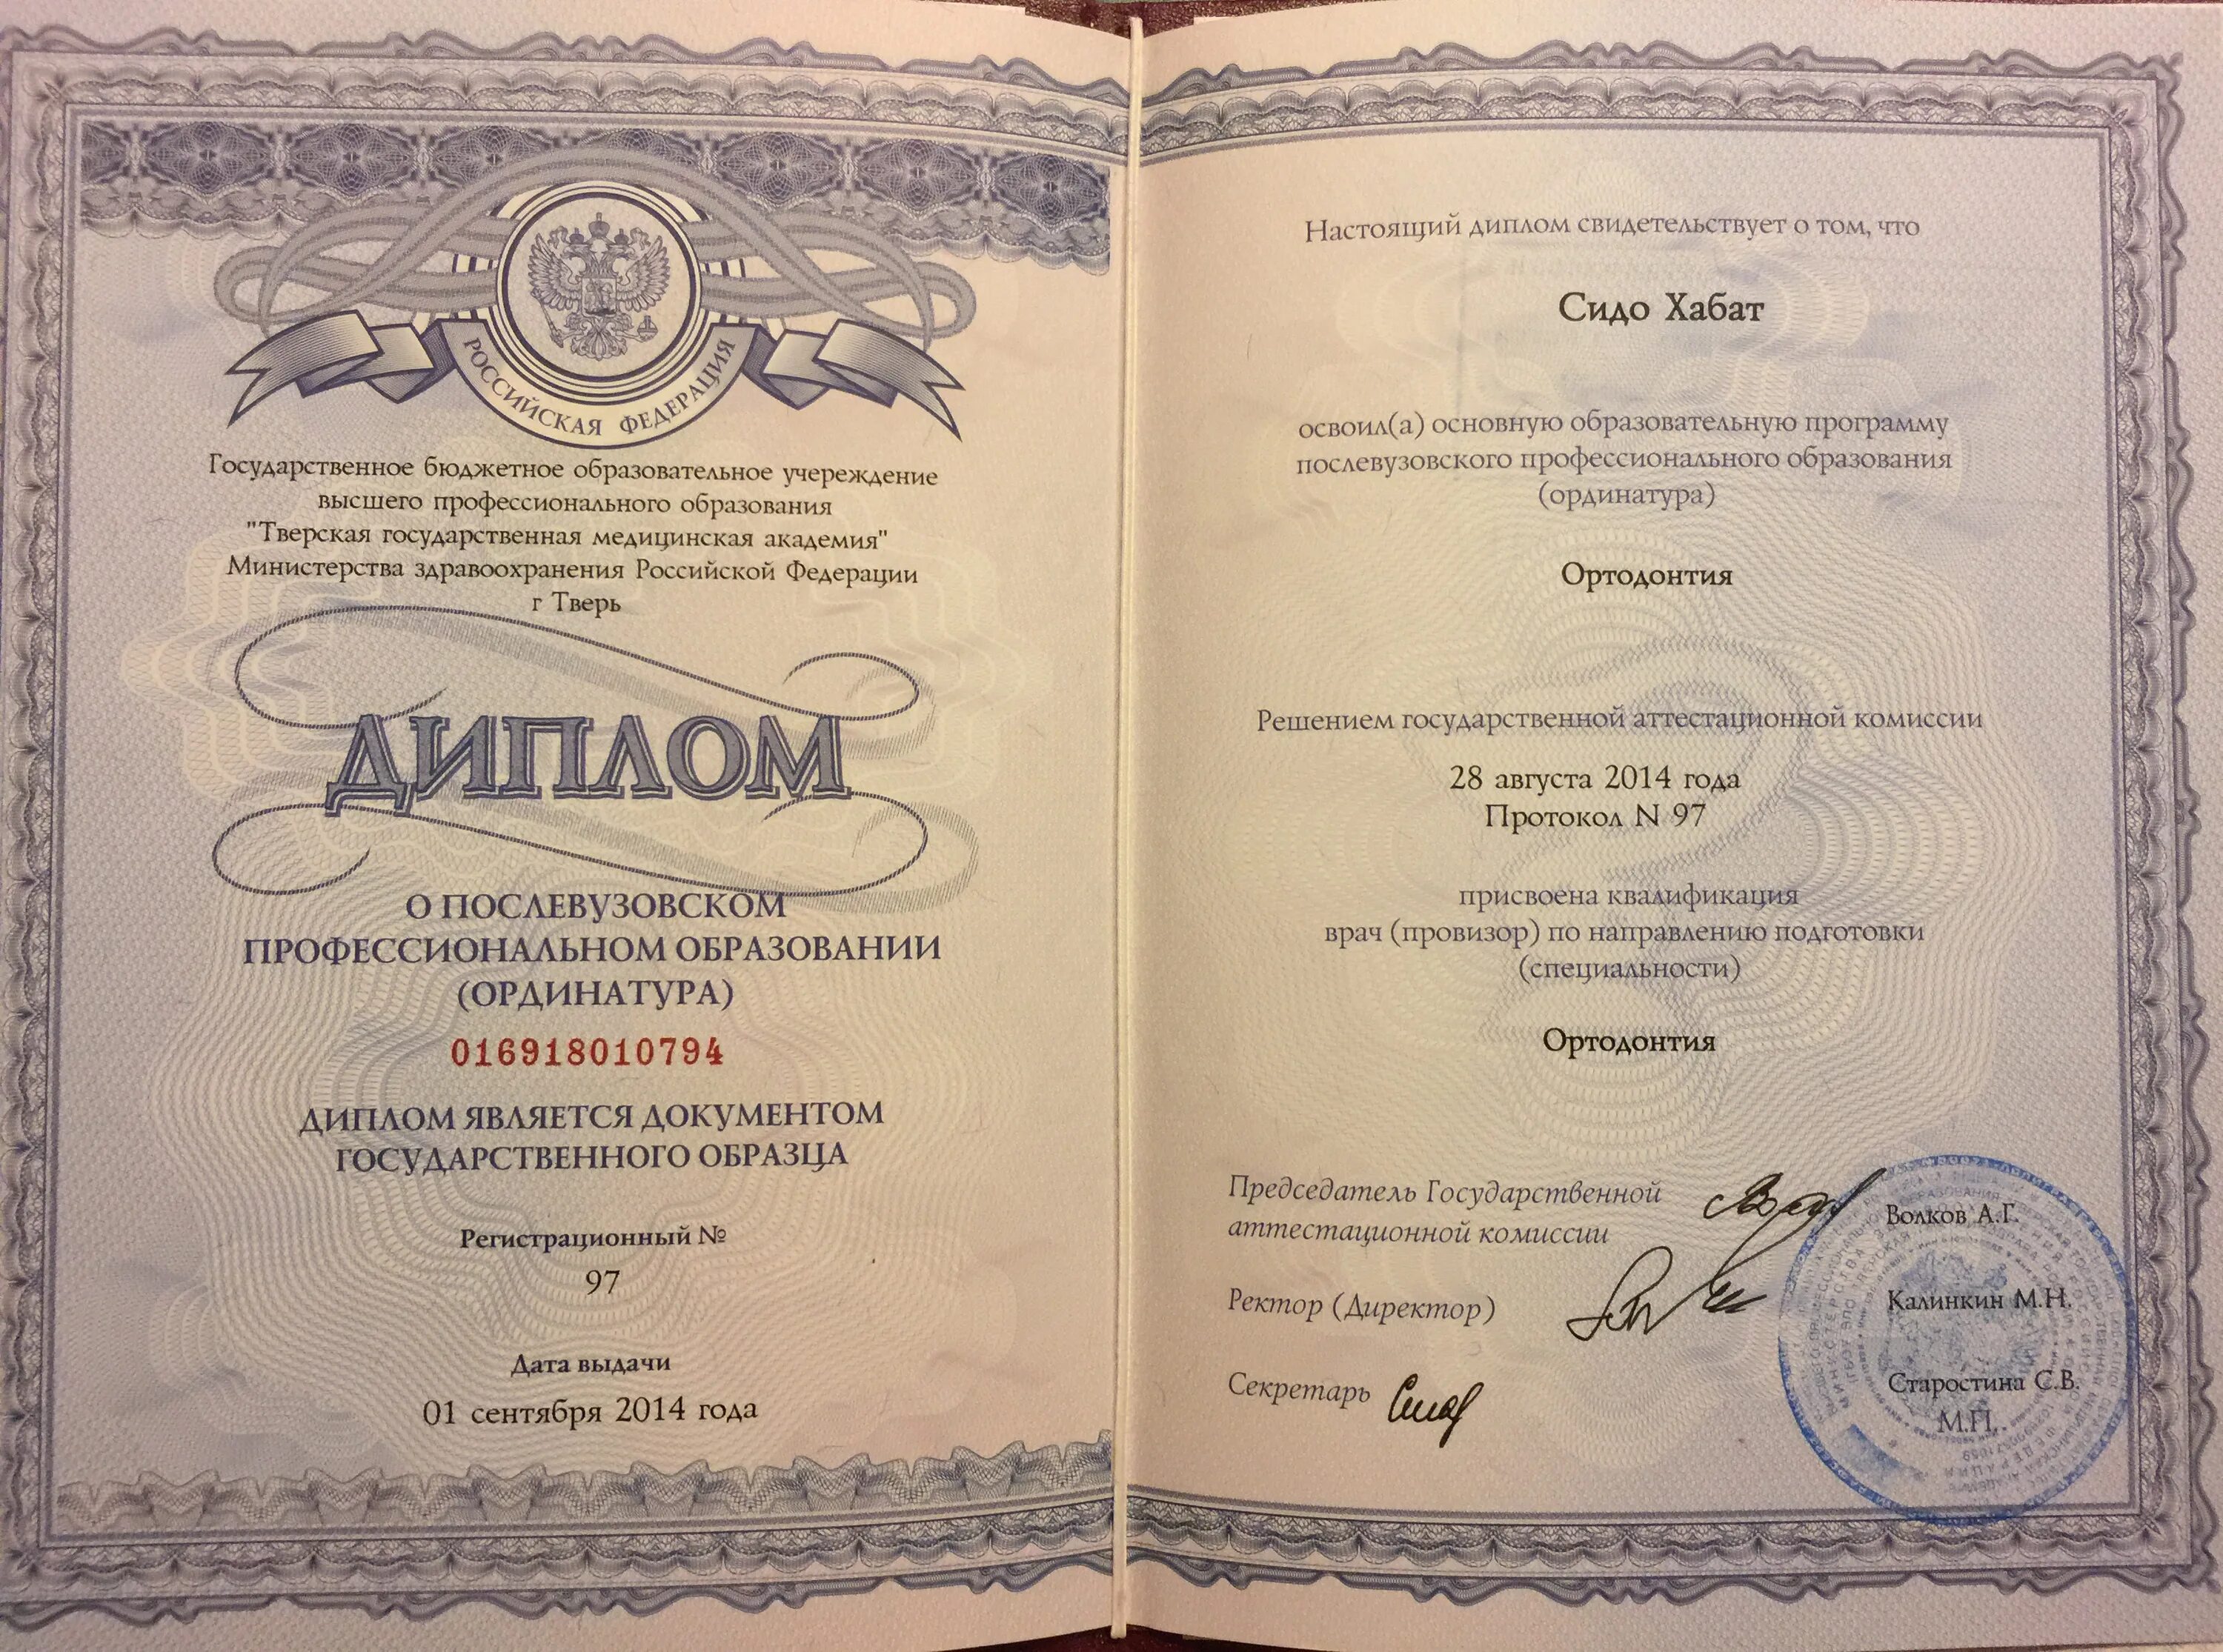 РОССИЙСКАЯ ФЕДЕРАЦИЯ
Государственное бюджетное образовательное учереждение
высшего профессионального образования
"Тверская государственная медицинская академия"
Министерства здравоохранения Российской Федерации
г Тверь
ДИПЛОМ
О ПОСЛЕВУЗОВСКОМ
ПРОФЕССИОНАЛЬНОМ ОБРАЗОВАНИИ
(ОРДИНАТУРА)
016918010794
ДИПЛОМ ЯВЛЯЕТСЯ ДОКУМЕНТОМ
ГОСУДАРСТВЕННОГО ОБРАЗЦА
Регистрационный №
97
Дата выдачи
01 сентября 2014 года
Настоящий диплом свидетельствует о том, что
Сидо Хабат
освоил(а) основную образовательную программу
послевузовского профессионального образования
(ординатура)
Ортодонтия
Решением государственной аттестационной комиссии
28 августа 2014 года
Протокол N 97
присвоена квалификация
врач (провизор) по направлению подготовки
(специальности)
Ортодонтия
Председатель Государственной
аттестационной комиссии
Волков А.Г.
Ректор (Директор)
Калинкин М.Н.
Секретарь
Старостина С.В.
М.П.